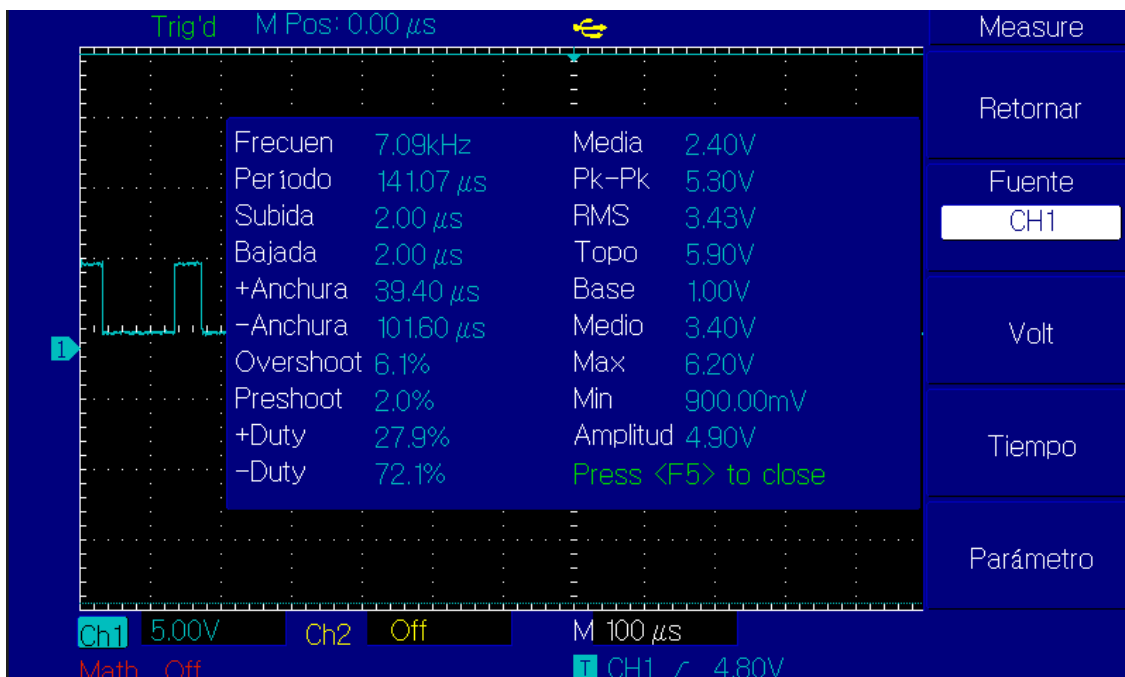 Trig'd M Pos: 0.00 μs Measure
Retornar
Fuente
CH1
Volt
Tiempo
Parámetro
Frecuen 7.09kHz Media 2.40V
Período 141.07 μs Pk-Pk 5.30V
Subida 2.00 μs RMS 3.43V
Bajada 2.00 μs Topo 5.90V
+Anchura 39.40 μs Base 1.00V
-Anchura 101.60 μs Medio 3.40V
Overshoot 6.1% Max 6.20V
Preshoot 2.0% Min 900.00mV
+Duty 27.9% Amplitud 4.90V
-Duty 72.1% Press <F5> to close
1
Ch1 5.00V Ch2 Off M 100 μs
Math Off T CH1 4.80V